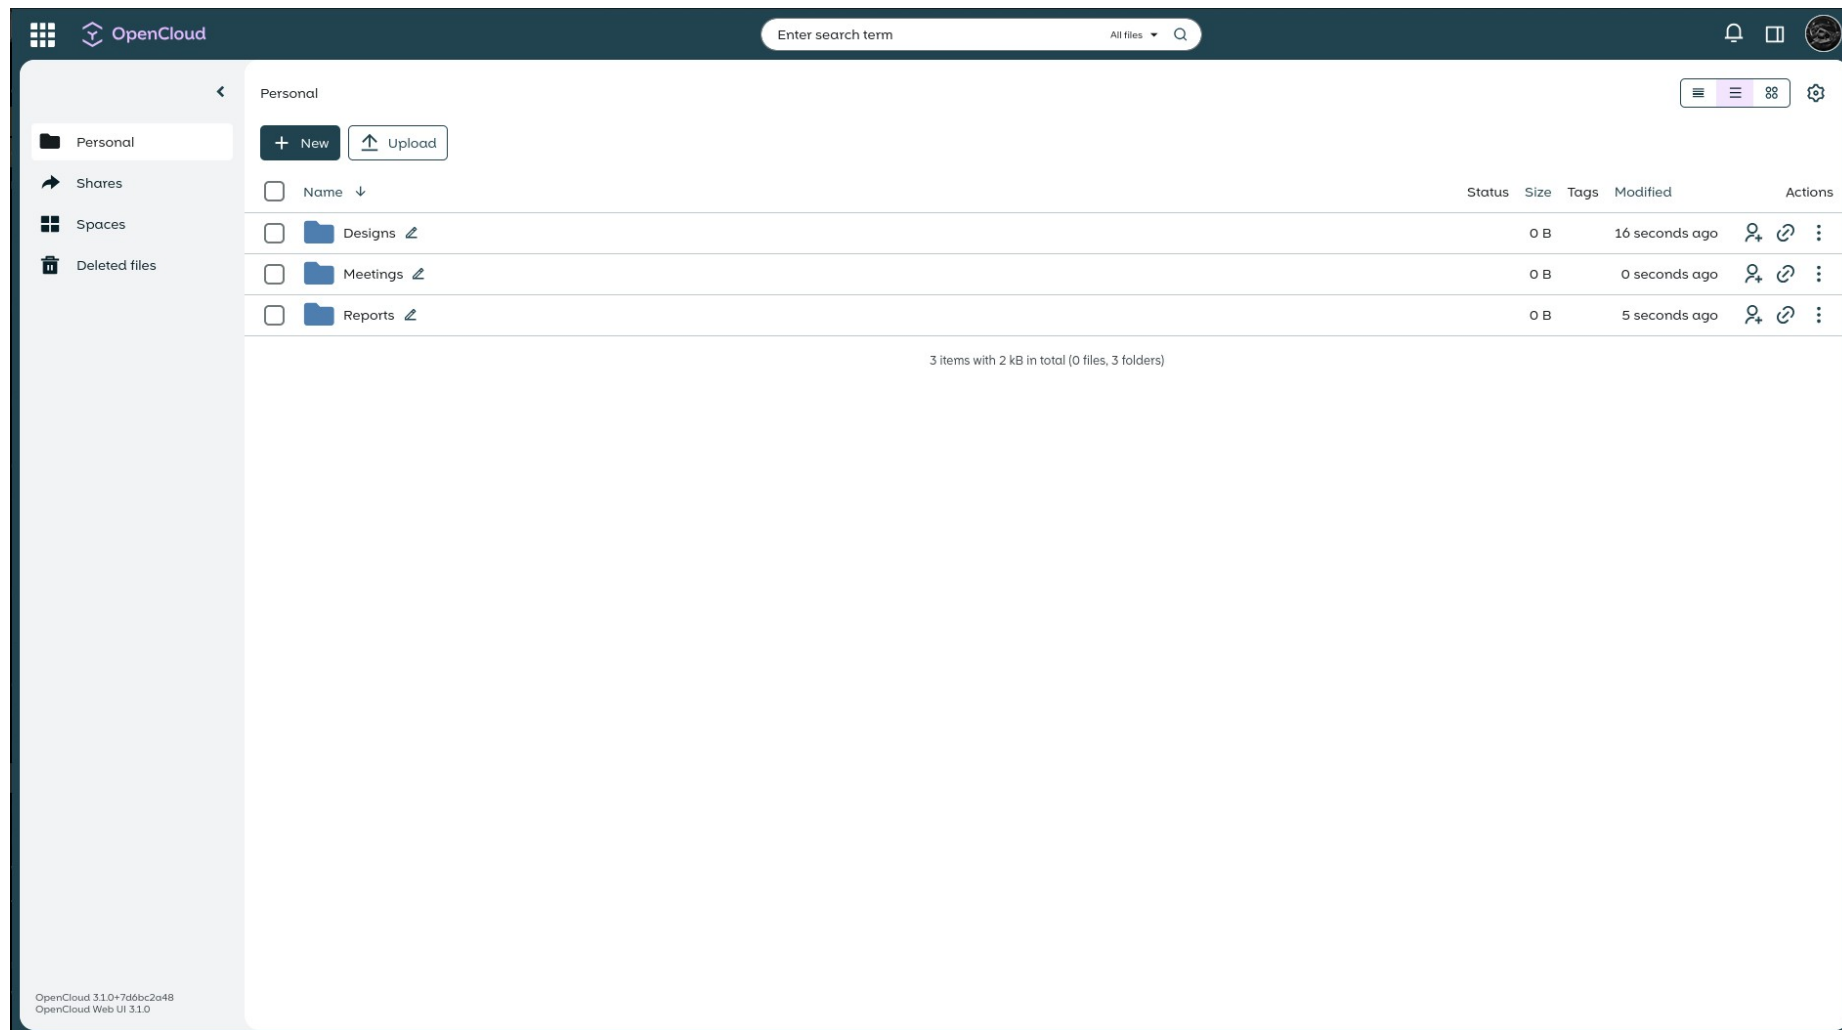 OpenCloud
Enter search term All files
Personal
Personal
New Upload
Shares
Name Status Size Tags Modified Actions
Spaces
Designs 0 B 16 seconds ago
Deleted files
Meetings 0 B 0 seconds ago
Reports 0 B 5 seconds ago
3 items with 2 kB in total (0 files, 3 folders)
OpenCloud 3.1.0+7d6bc2a48
OpenCloud Web UI 3.1.0